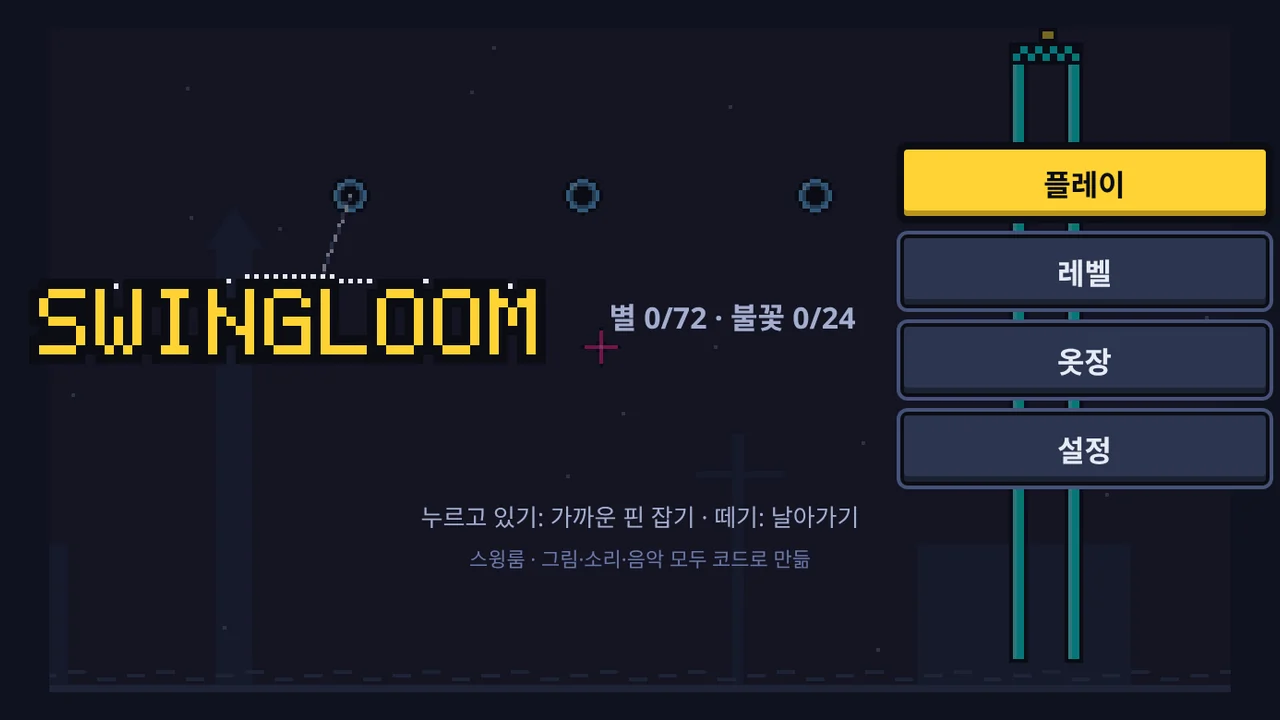 SWINGLOOM
별 0/72 · 불꽃 0/24
플레이
레벨
옷장
설정
누르고 있기: 가까운 핀 잡기 · 떼기: 날아가기
스윙룸 · 그림·소리·음악 모두 코드로 만듦